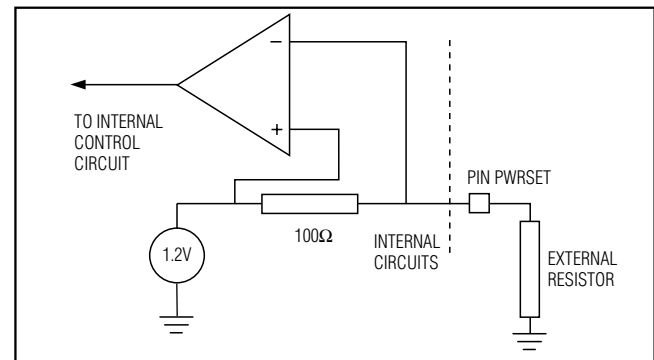 −
+
TO INTERNAL
CONTROL
CIRCUIT
PIN PWRSET
1.2V
100Ω
INTERNAL
CIRCUITS
EXTERNAL
RESISTOR